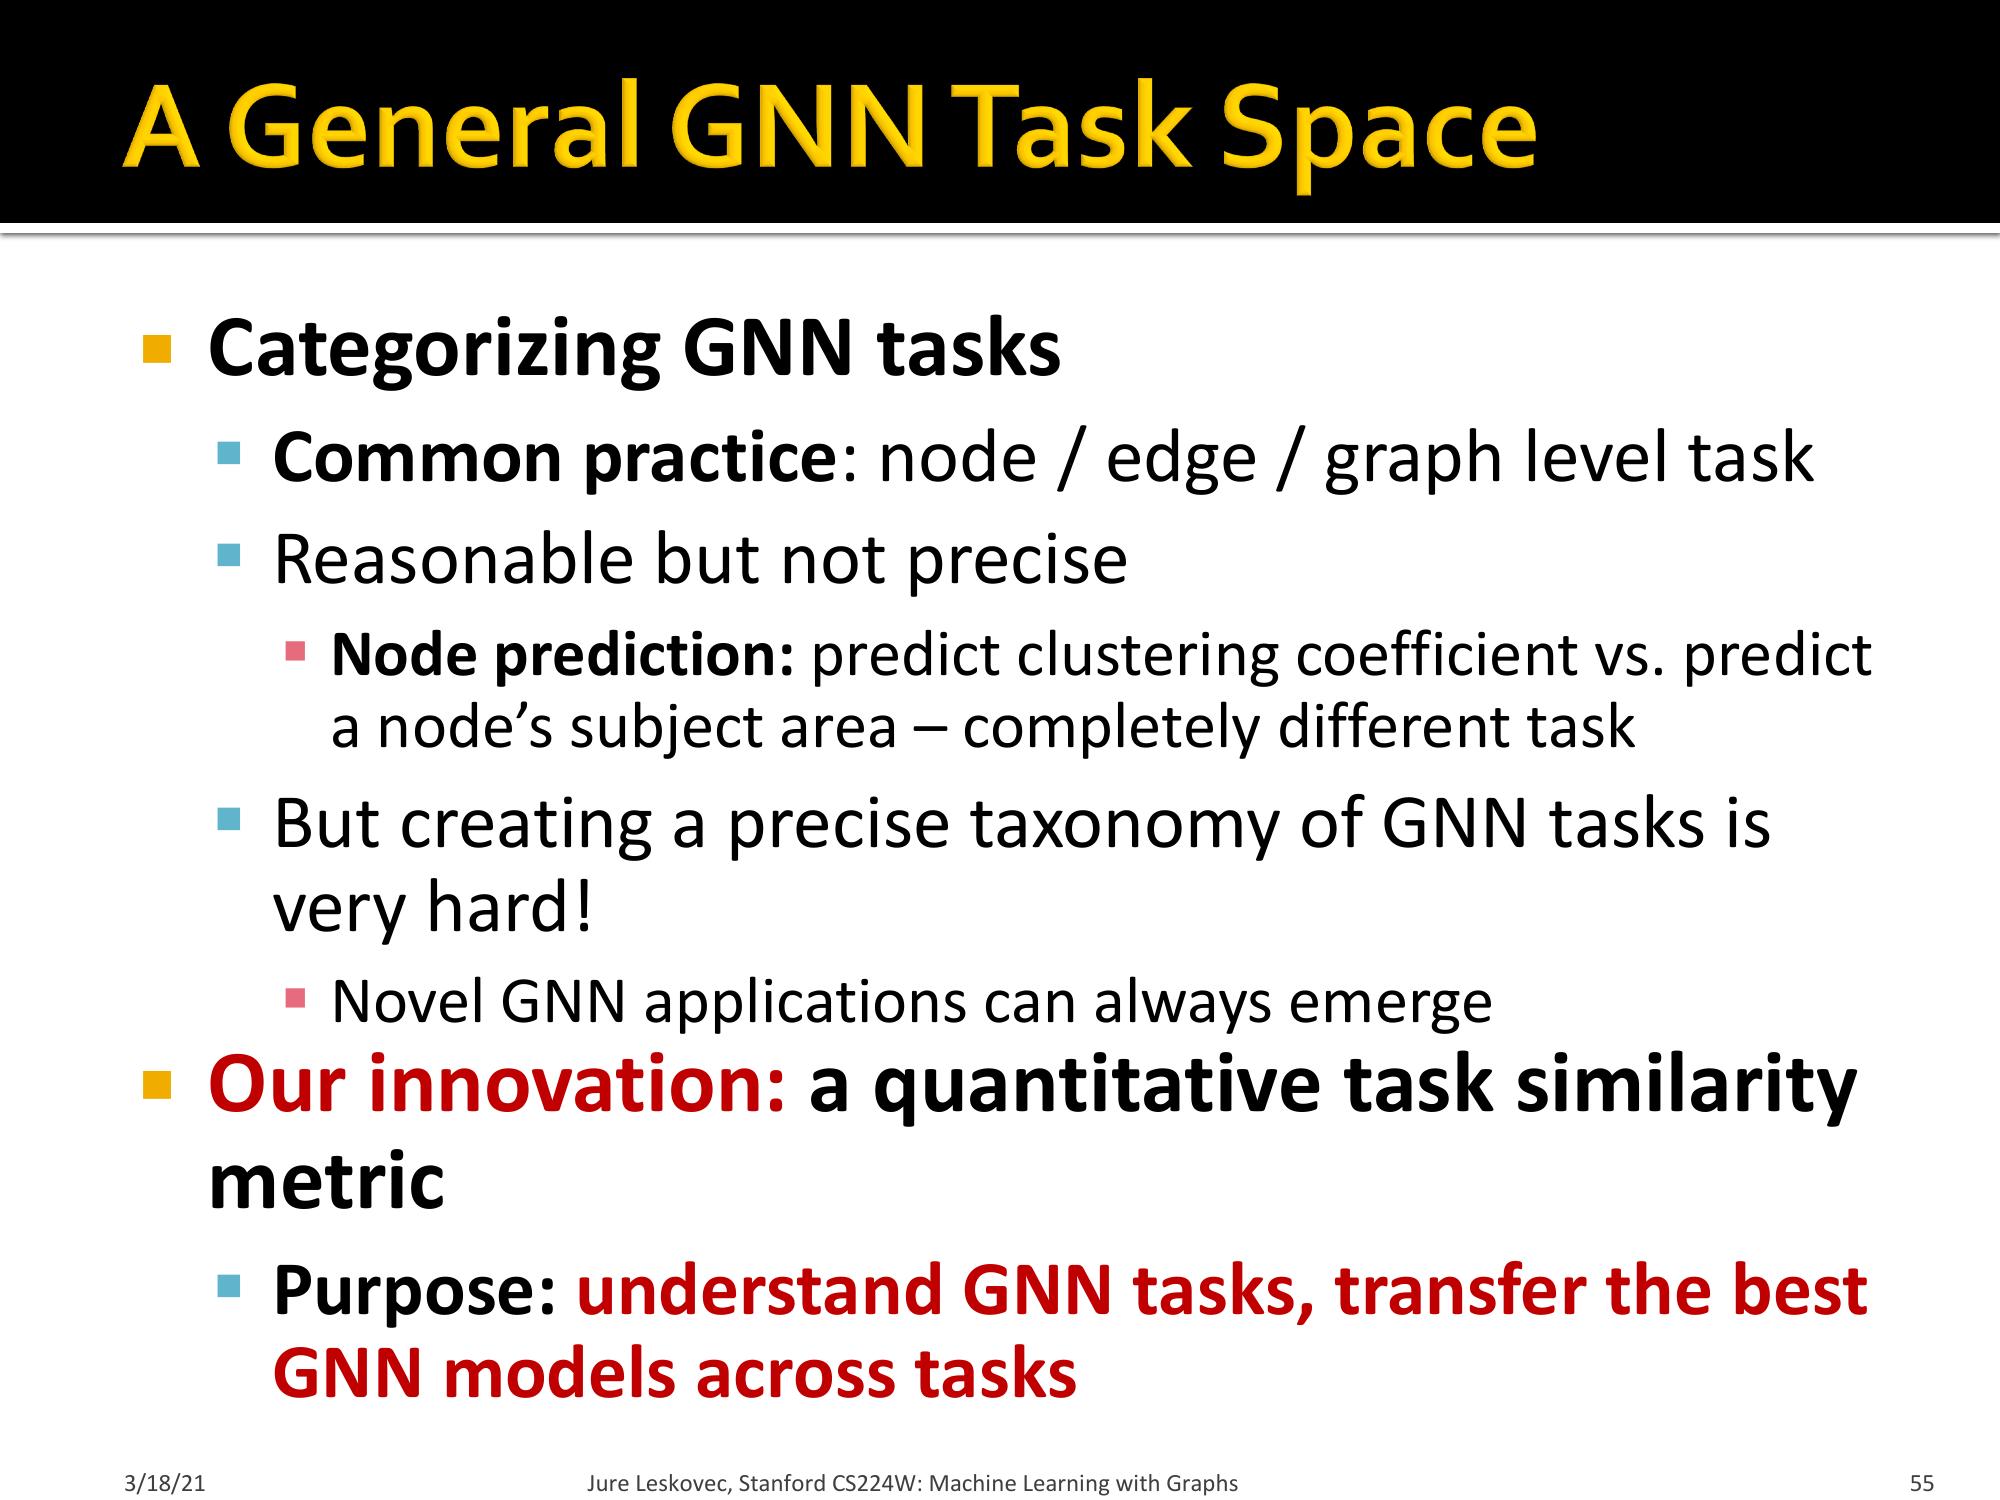 A General GNN Task Space
Categorizing GNN tasks
Common practice: node / edge / graph level task
Reasonable but not precise
Node prediction: predict clustering coefficient vs. predict
a node’s subject area – completely different task
But creating a precise taxonomy of GNN tasks is
very hard!
Novel GNN applications can always emerge
Our innovation: a quantitative task similarity
metric
Purpose: understand GNN tasks, transfer the best
GNN models across tasks
3/18/21
Jure Leskovec, Stanford CS224W: Machine Learning with Graphs
55